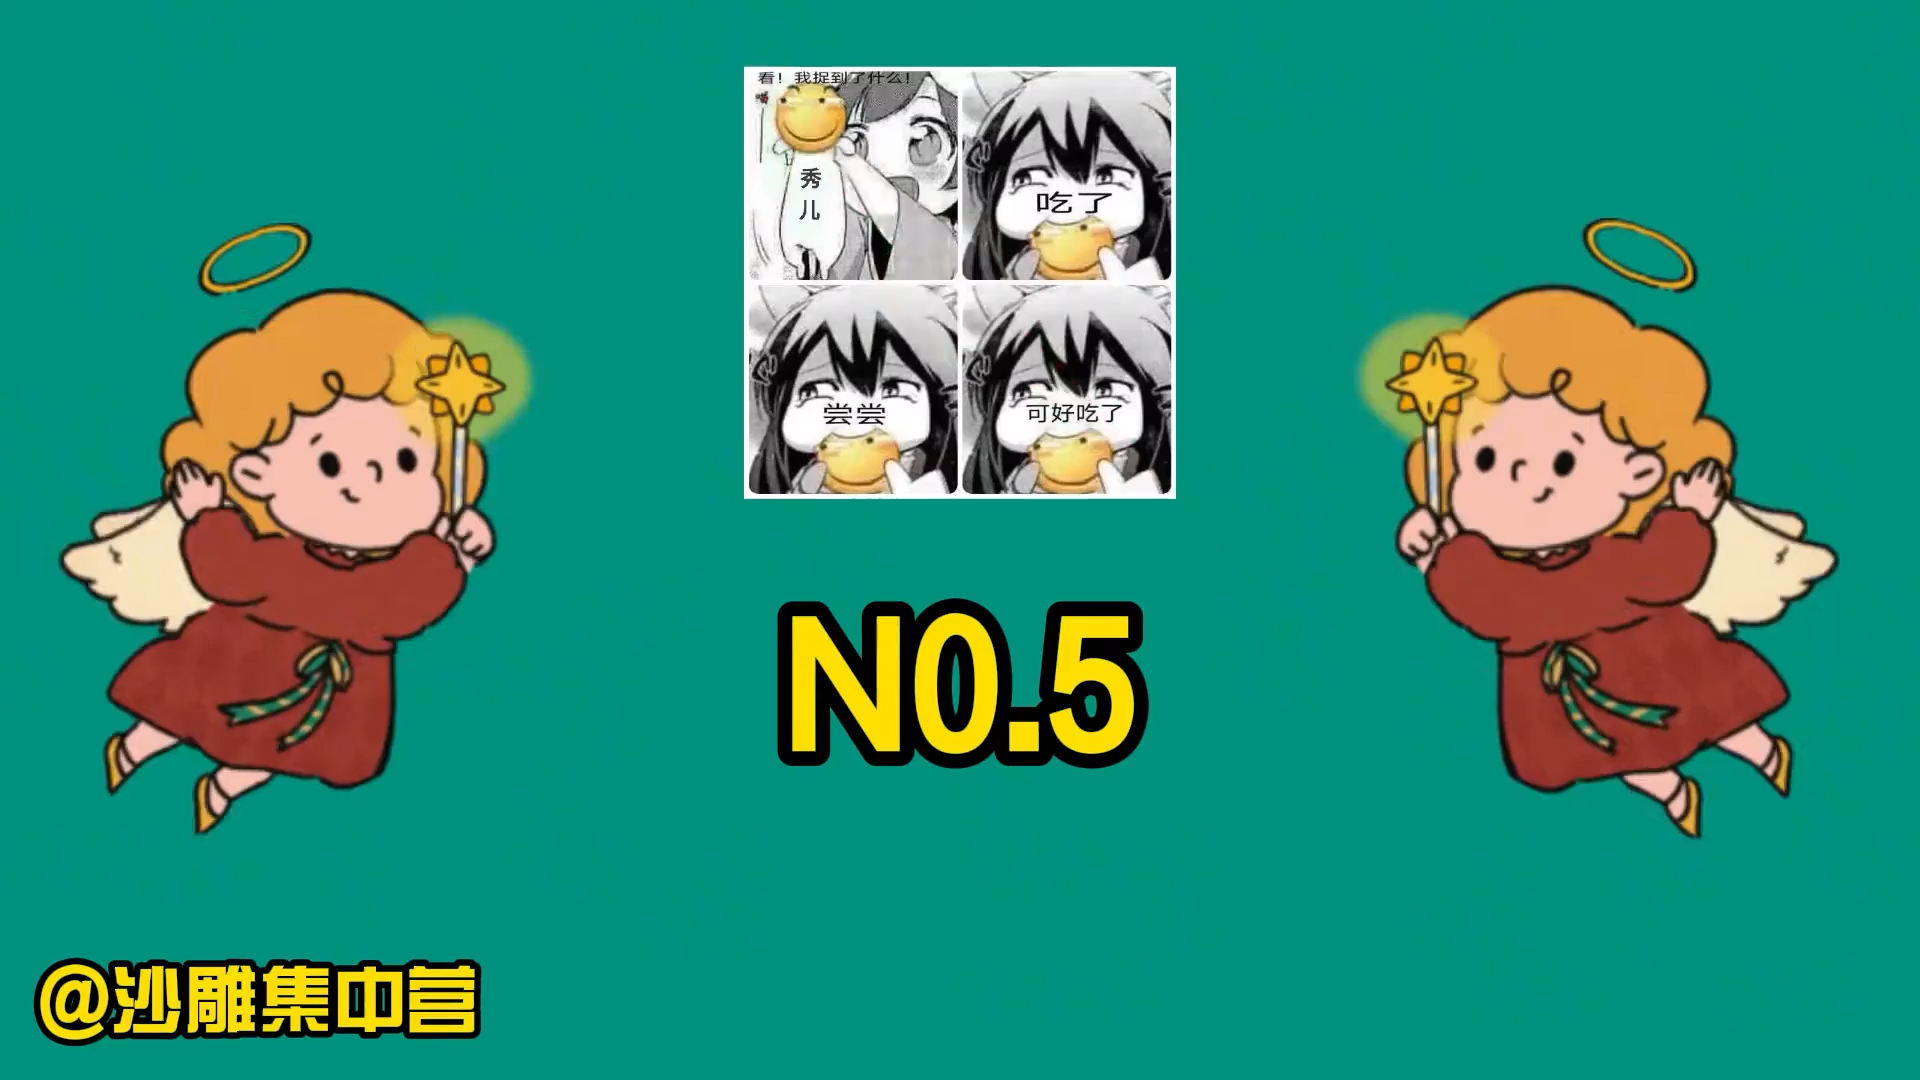 看！我捉到了什么！
秀
儿
吃了
尝尝
可好吃了
N0.5
@沙雕集中营